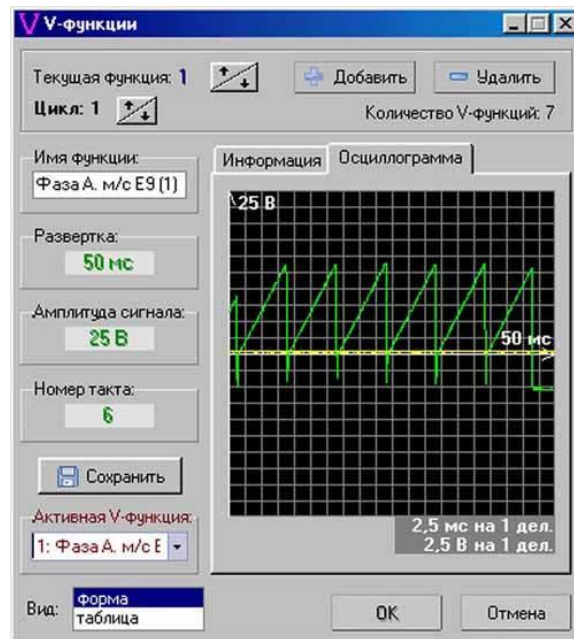 V-функции
Текущая функция: 1
Добавить
Удалить
Цикл: 1
Количество V-функций: 7
Имя функции:
Фаза А. м/с E9 (1)
Развертка:
50 мс
Амплитуда сигнала:
25 В
Номер такта:
6
Сохранить
Активная V-функция:
1: Фаза А. м/с E
Информация
Осциллограмма
25 В
50 мс
2,5 мс на 1 дел.
2,5 В на 1 дел.
Вид:
форма
таблица
OK
Отмена